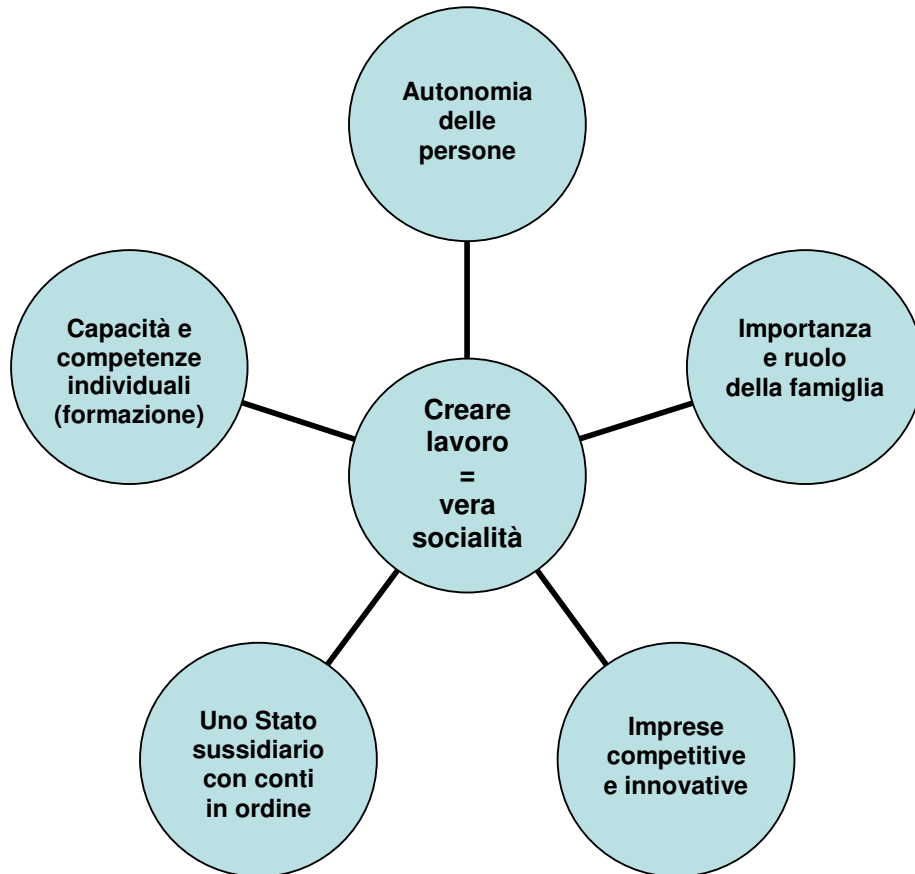 Autonomia
delle
persone
Capacità e
competenze
individuali
(formazione)
Importanza
e ruolo
della famiglia
Creare
lavoro
=
vera
socialità
Uno Stato
sussidiario
con conti
in ordine
Imprese
competitive
e innovative